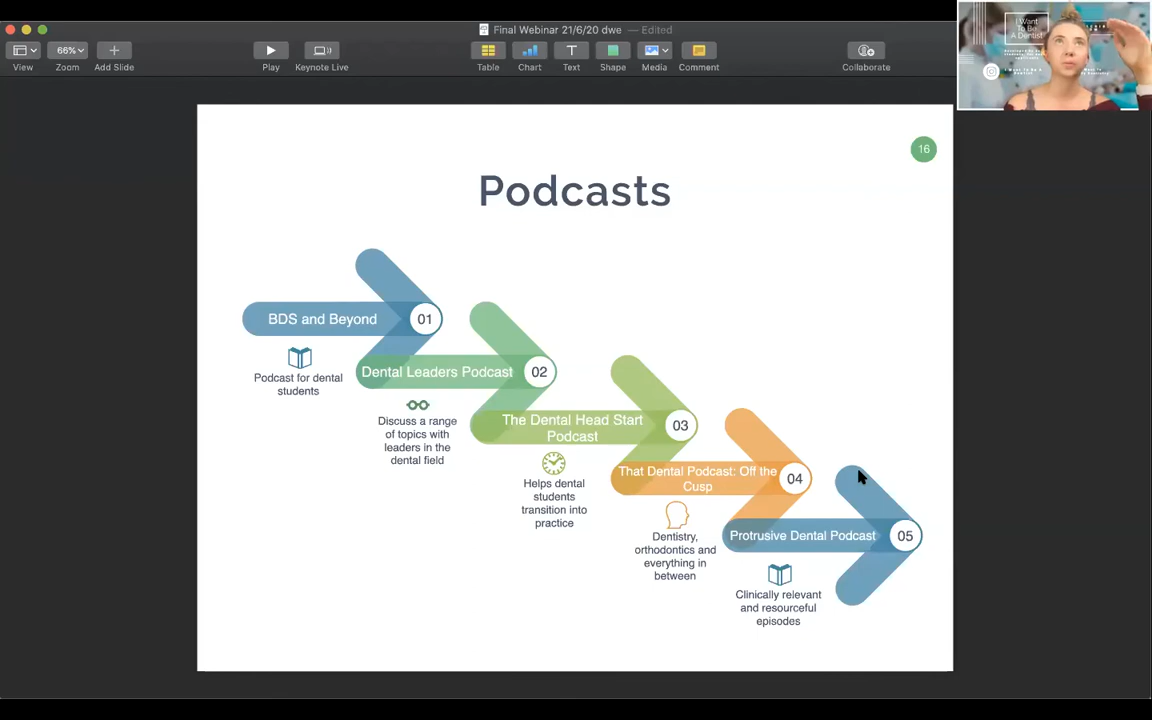 Final Webinar 21/6/20 dwe — Edited
66%
View
Zoom
Add Slide
Play
Keynote Live
Table
Chart
Text
Shape
Media
Comment
Collaborate
I Want
To Be
A Dentist
16
Podcasts
BDS and Beyond
01
Podcast for dental
students
Dental Leaders Podcast
02
Discuss a range
of topics with
leaders in the
dental field
The Dental Head Start
Podcast
03
Helps dental
students
transition into
practice
That Dental Podcast: Off the
Cusp
04
Dentistry,
orthodontics and
everything in
between
Protrusive Dental Podcast
05
Clinically relevant
and resourceful
episodes